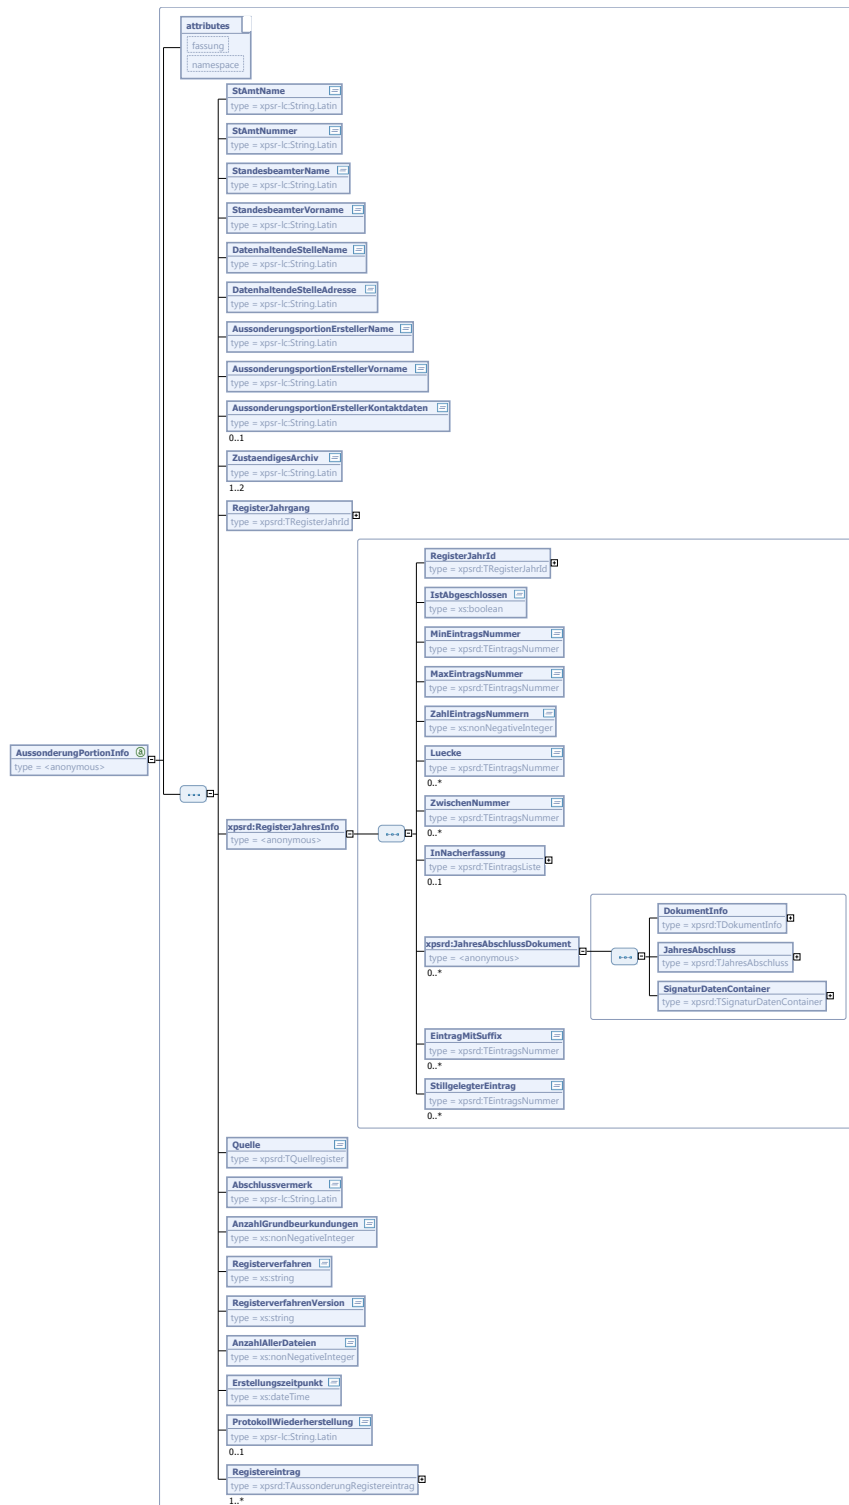 attributes
fassung
namespace
StAmtName
type = xpsr-lc:String.Latin
StAmtNummer
type = xpsr-lc:String.Latin
StandesbeamterName
type = xpsr-lc:String.Latin
StandesbeamterVorname
type = xpsr-lc:String.Latin
DatenhaltendeStelleName
type = xpsr-lc:String.Latin
DatenhaltendeStelleAdresse
type = xpsr-lc:String.Latin
AussonderungsportionErstellerName
type = xpsr-lc:String.Latin
AussonderungsportionErstellerVorname
type = xpsr-lc:String.Latin
AussonderungsportionErstellerKontaktdaten
type = xpsr-lc:String.Latin
0..1
ZustaendigesArchiv
type = xpsr-lc:String.Latin
1..2
RegisterJahrgang
type = xpsrd:TRegisterJahrId
AussonderungPortionInfo
type = <anonymous>
xpsrd:RegisterJahresInfo
type = <anonymous>
RegisterJahrId
type = xpsrd:TRegisterJahrId
IstAbgeschlossen
type = xs:boolean
MinEintragsNummer
type = xpsrd:TEintragsNummer
MaxEintragsNummer
type = xpsrd:TEintragsNummer
ZahlEintragsNummern
type = xs:nonNegativeInteger
Luecke
type = xpsrd:TEintragsNummer
0..*
ZwischenNummer
type = xpsrd:TEintragsNummer
0..*
InNacherfassung
type = xpsrd:TEintragsListe
0..1
xpsrd:JahresAbschlussDokument
type = <anonymous>
0..*
DokumentInfo
type = xpsrd:TDokumentInfo
JahresAbschluss
type = xpsrd:TJahresAbschluss
SignaturDatenContainer
type = xpsrd:TSignaturDatenContainer
EintragMitSuffix
type = xpsrd:TEintragsNummer
0..*
StillgelegterEintrag
type = xpsrd:TEintragsNummer
0..*
Quelle
type = xpsrd:TQuellregister
Abschlussvermerk
type = xpsr-lc:String.Latin
AnzahlGrundbeurkundungen
type = xs:nonNegativeInteger
Registerverfahren
type = xs:string
RegisterverfahrenVersion
type = xs:string
AnzahlAllerDateien
type = xs:nonNegativeInteger
Erstellungszeitpunkt
type = xs:dateTime
ProtokollWiederherstellung
type = xpsr-lc:String.Latin
0..1
Registereintrag
type = xpsrd:TAussonderungRegistereintrag
1..*